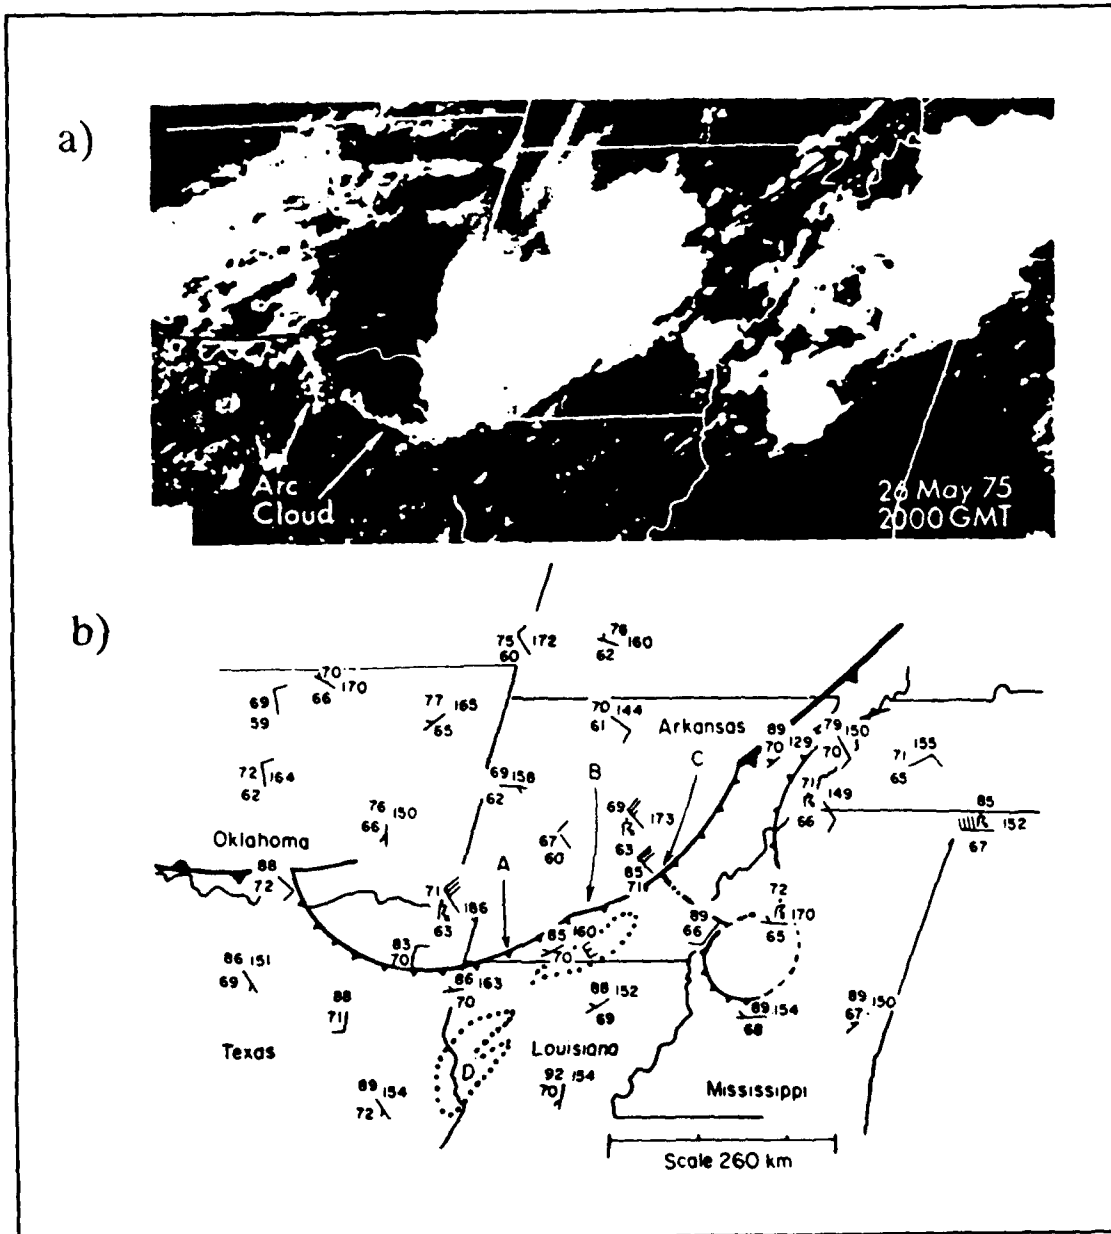 a)
Arc
Cloud
26 May 75
2000 GMT
b)
75 172
60
76
160
62
70
66 170
69
59
77 165
65
70 144
61
Arkansas
89
70 129
79
150
70
155
71
65
72
164
62
69 158
62
B
C
71
R 149
66
85
R 152
67
76 150
66
Oklahoma
69
R 173
63
67
60
A
88
72
85
71
71
R 186
63
72
R 170
65
89
66
83
70
85 160
70 E
86 151
69
86 163
70
88 152
69
88
71
89 154
68
89 150
67
Texas
D
Louisiana
92 154
70
89 154
72
Mississippi
Scale 260 km